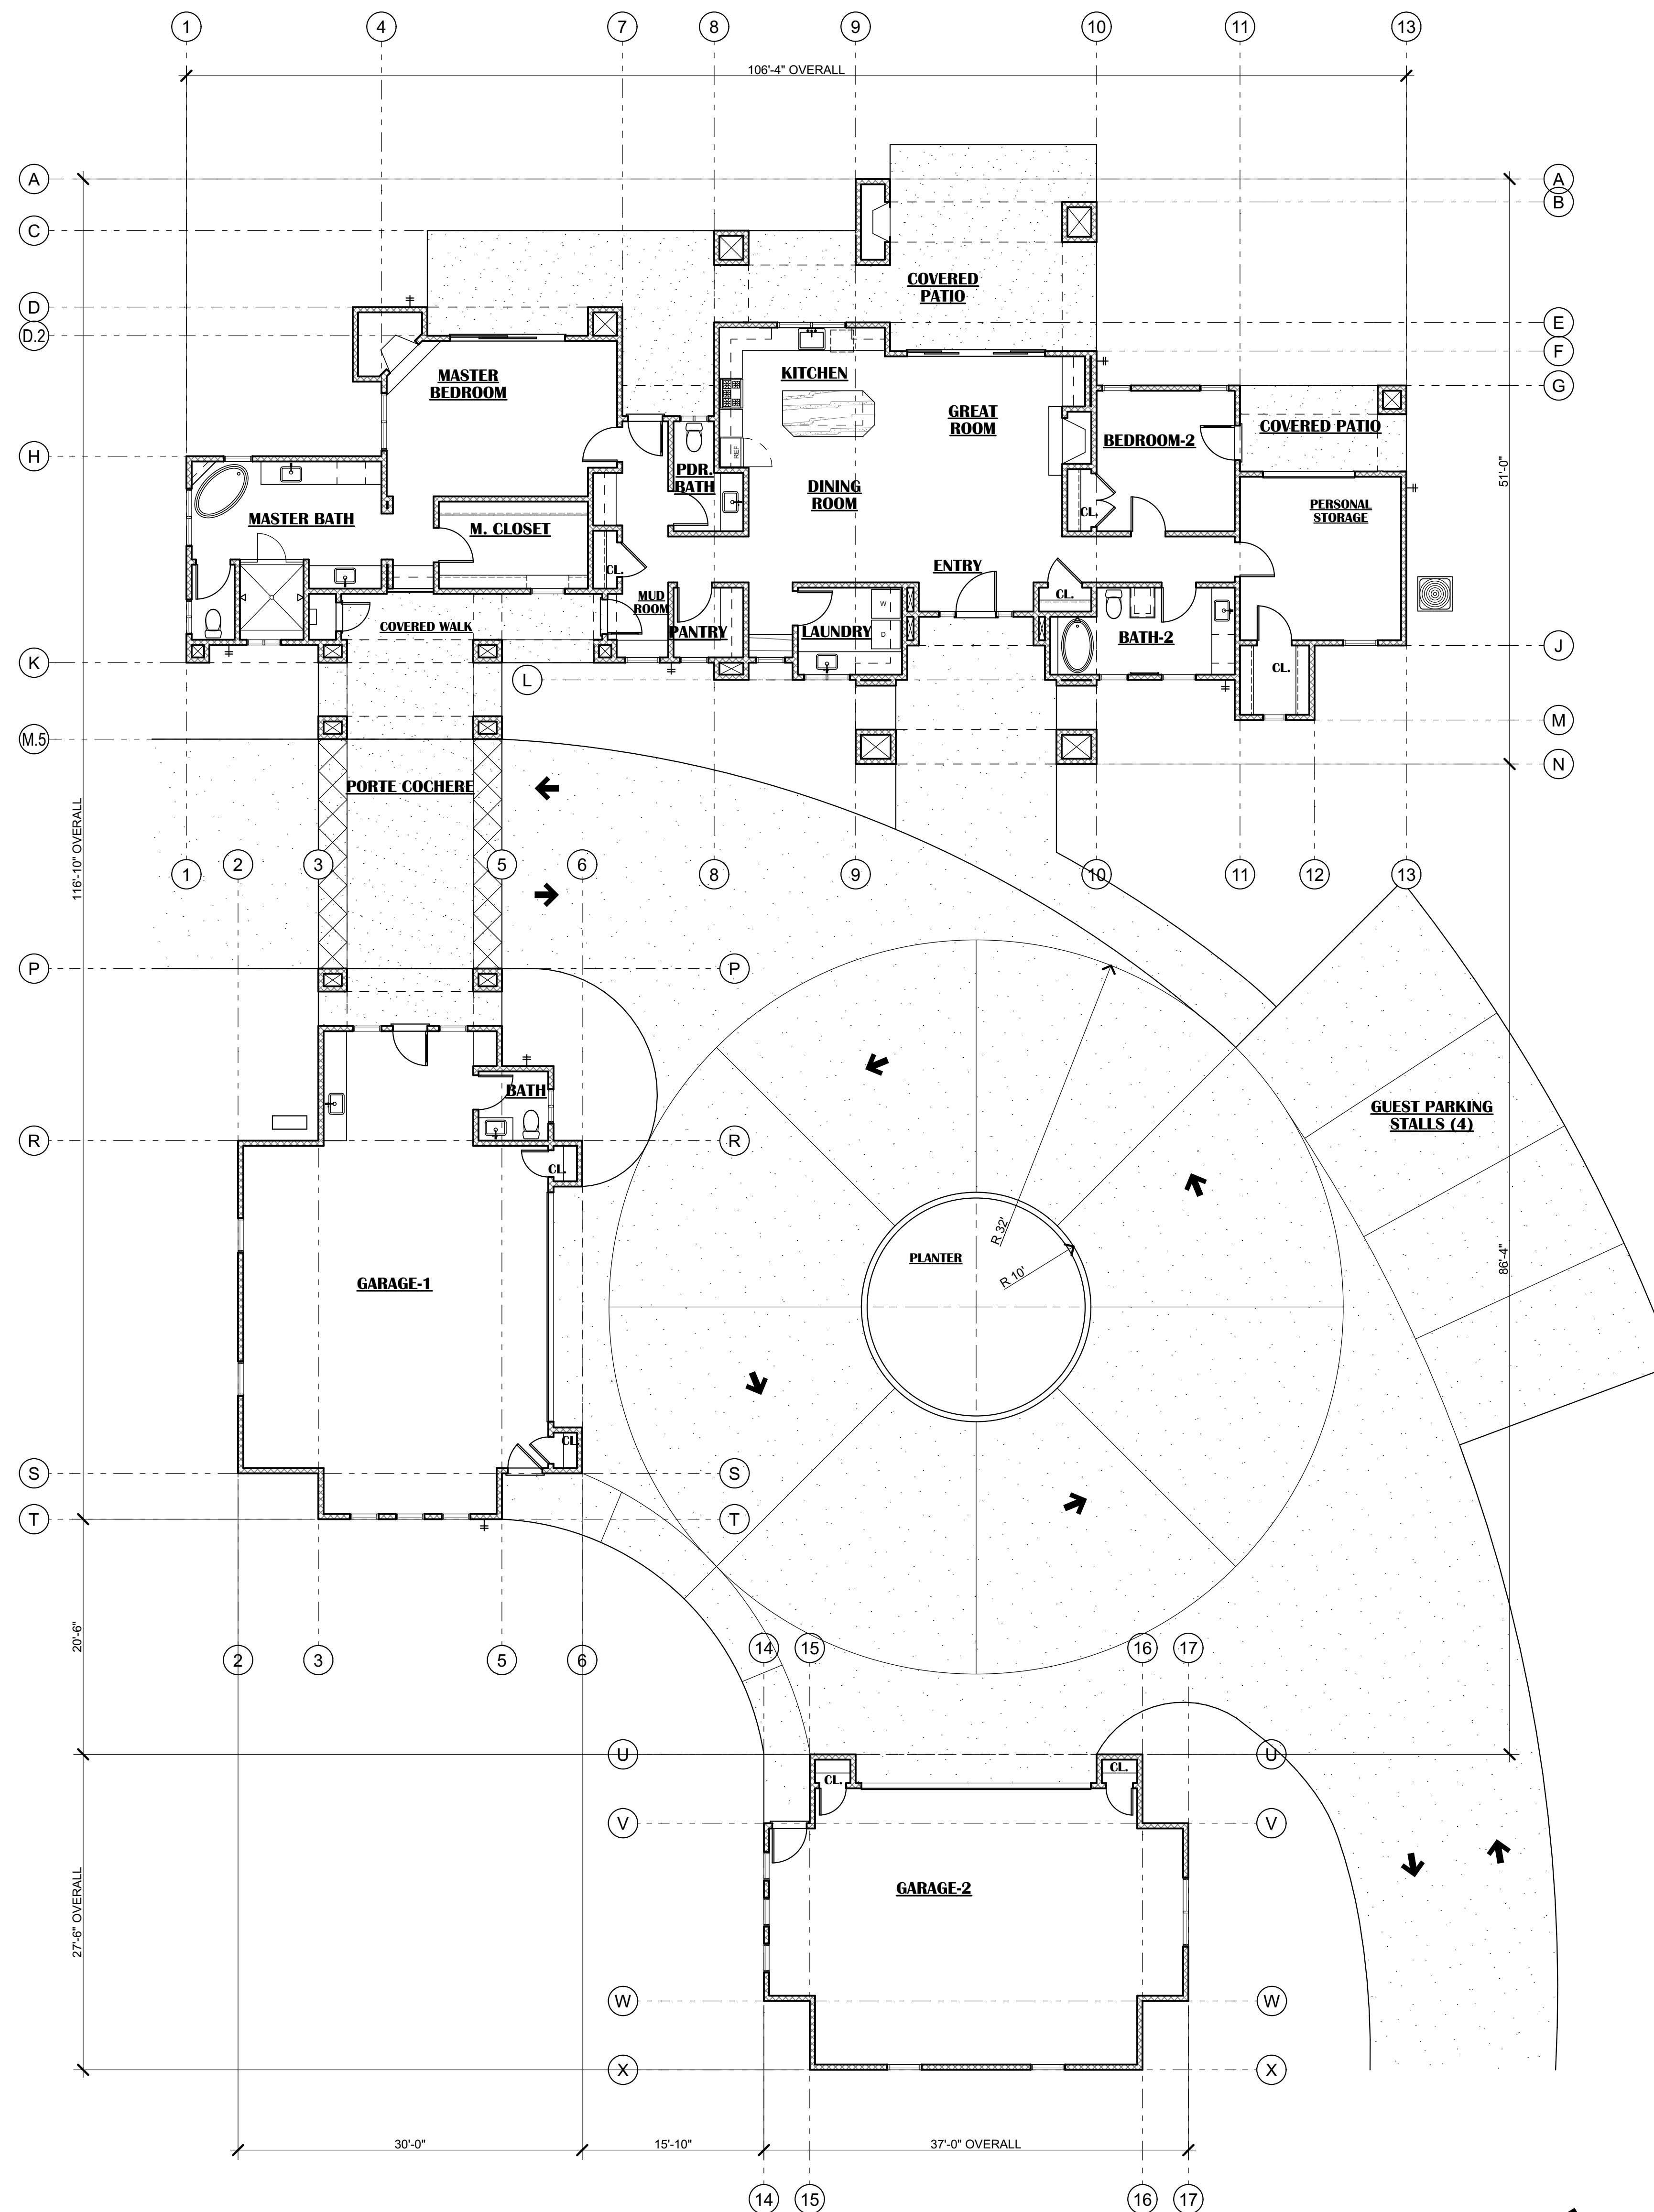 1
4
7
8
9
10
11
13
106'-4" OVERALL
A
A
B
C
D
D.2
E
F
G
H
COVERED
PATIO
MASTER
BEDROOM
KITCHEN
GREAT
ROOM
BEDROOM-2
COVERED PATIO
REF
PDR.
BATH
DINING
ROOM
51'-0"
MASTER BATH
M. CLOSET
CL.
PERSONAL
STORAGE
CL.
ENTRY
MUD
ROOM
CL.
W
D
COVERED WALK
PANTRY
LAUNDRY
BATH-2
J
K
L
CL.
M
M.5
N
PORTE COCHERE
116'-10" OVERALL
1
2
3
5
6
8
9
10
11
12
13
P
P
BATH
GUEST PARKING
STALLS (4)
R
R
CL.
R 32'
R 10'
PLANTER
GARAGE-1
86'-4"
CL.
S
S
T
T
20'-6"
2
3
5
6
14
15
16
17
U
U
CL.
CL.
V
V
GARAGE-2
27'-6" OVERALL
W
W
X
X
30'-0"
15'-10"
37'-0" OVERALL
14
15
16
17